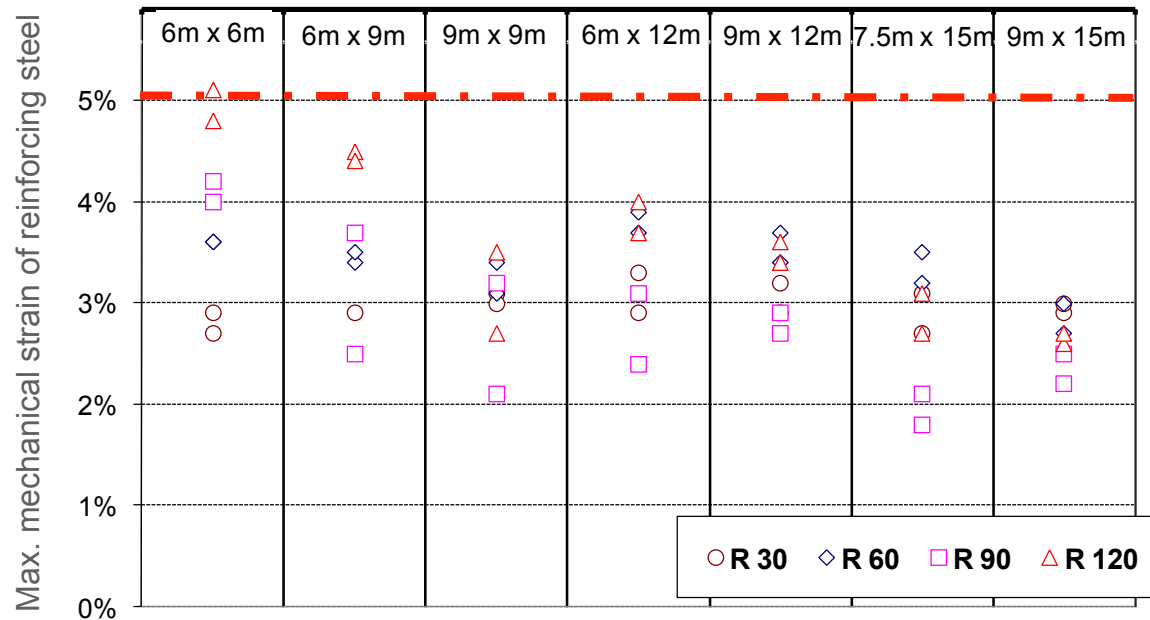 Max. mechanical strain of reinforcing steel
6m x 6m 6m x 9m 9m x 9m 6m x 12m 9m x 12m 7.5m x 15m 9m x 15m
5%
4%
3%
2%
1%
0%
R 30 R 60 R 90 R 120